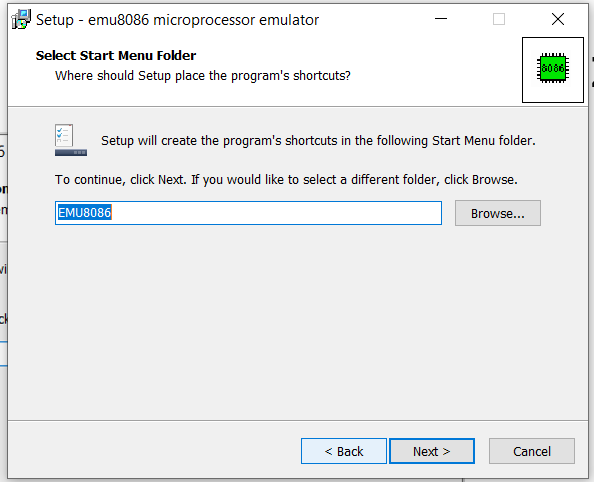 Setup - emu8086 microprocessor emulator
Select Start Menu Folder
Where should Setup place the program's shortcuts?
8086
Setup will create the program's shortcuts in the following Start Menu folder.
To continue, click Next. If you would like to select a different folder, click Browse.
EMU8086
Browse...
< Back
Next >
Cancel